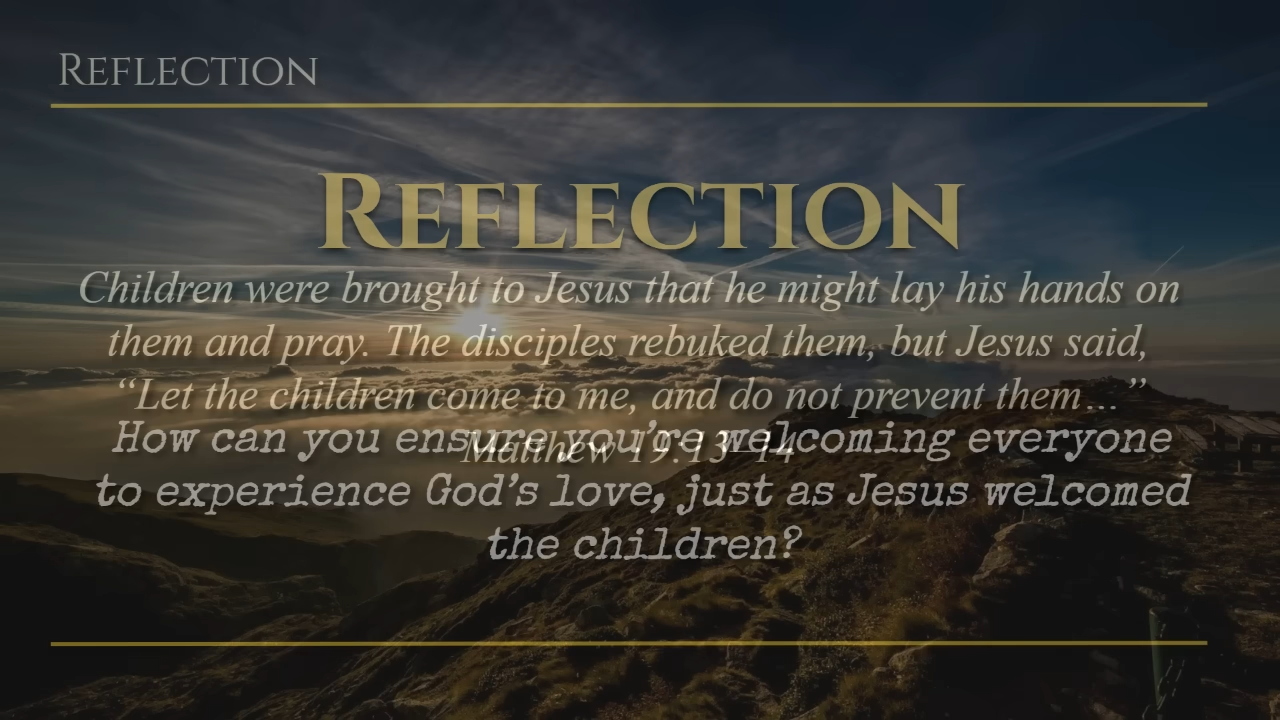 REFLECTION
REFLECTION
Children were brought to Jesus that he might lay his hands on
them and pray. The disciples rebuked them, but Jesus said,
“Let the children come to me, and do not prevent them...”
How can you ensure you’re welcoming everyone
Matthew 19:13–14
to experience God’s love, just as Jesus welcomed
the children?